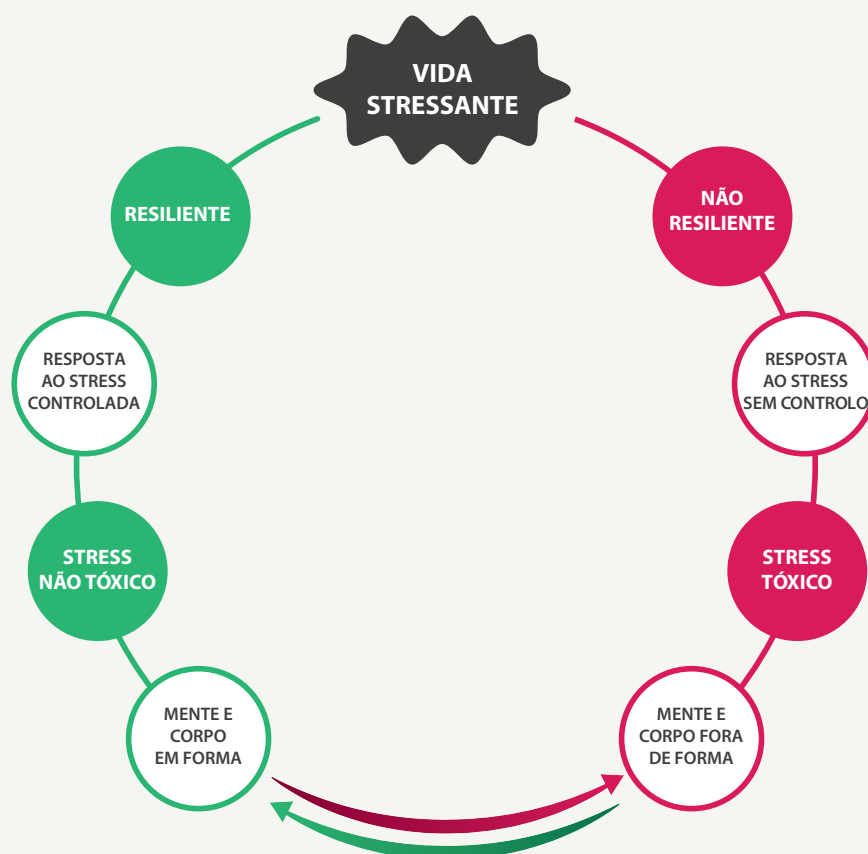 VIDA
STRESSANTE
RESILIENTE
NÃO
RESILIENTE
RESPOSTA
AO STRESS
CONTROLADA
RESPOSTA
AO STRESS
SEM CONTROLO
STRESS
NÃO TÓXICO
STRESS
TÓXICO
MENTE E
CORPO
EM FORMA
MENTE E
CORPO FORA
DE FORMA